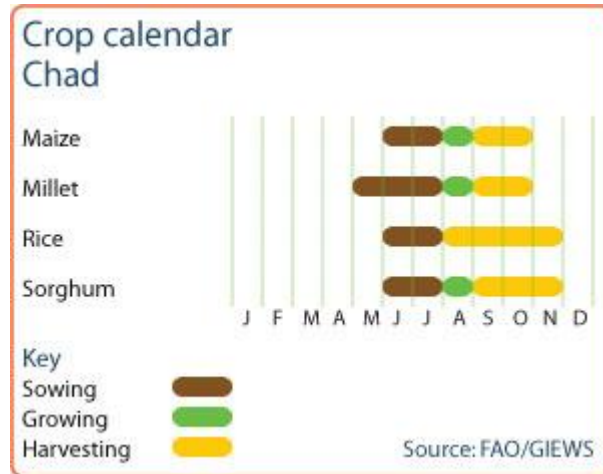 Crop calendar
Chad
Maize
Millet
Rice
Sorghum
J F M A M J J A S O N D
Key
Sowing
Growing
Harvesting
Source: FAO/GIEWS